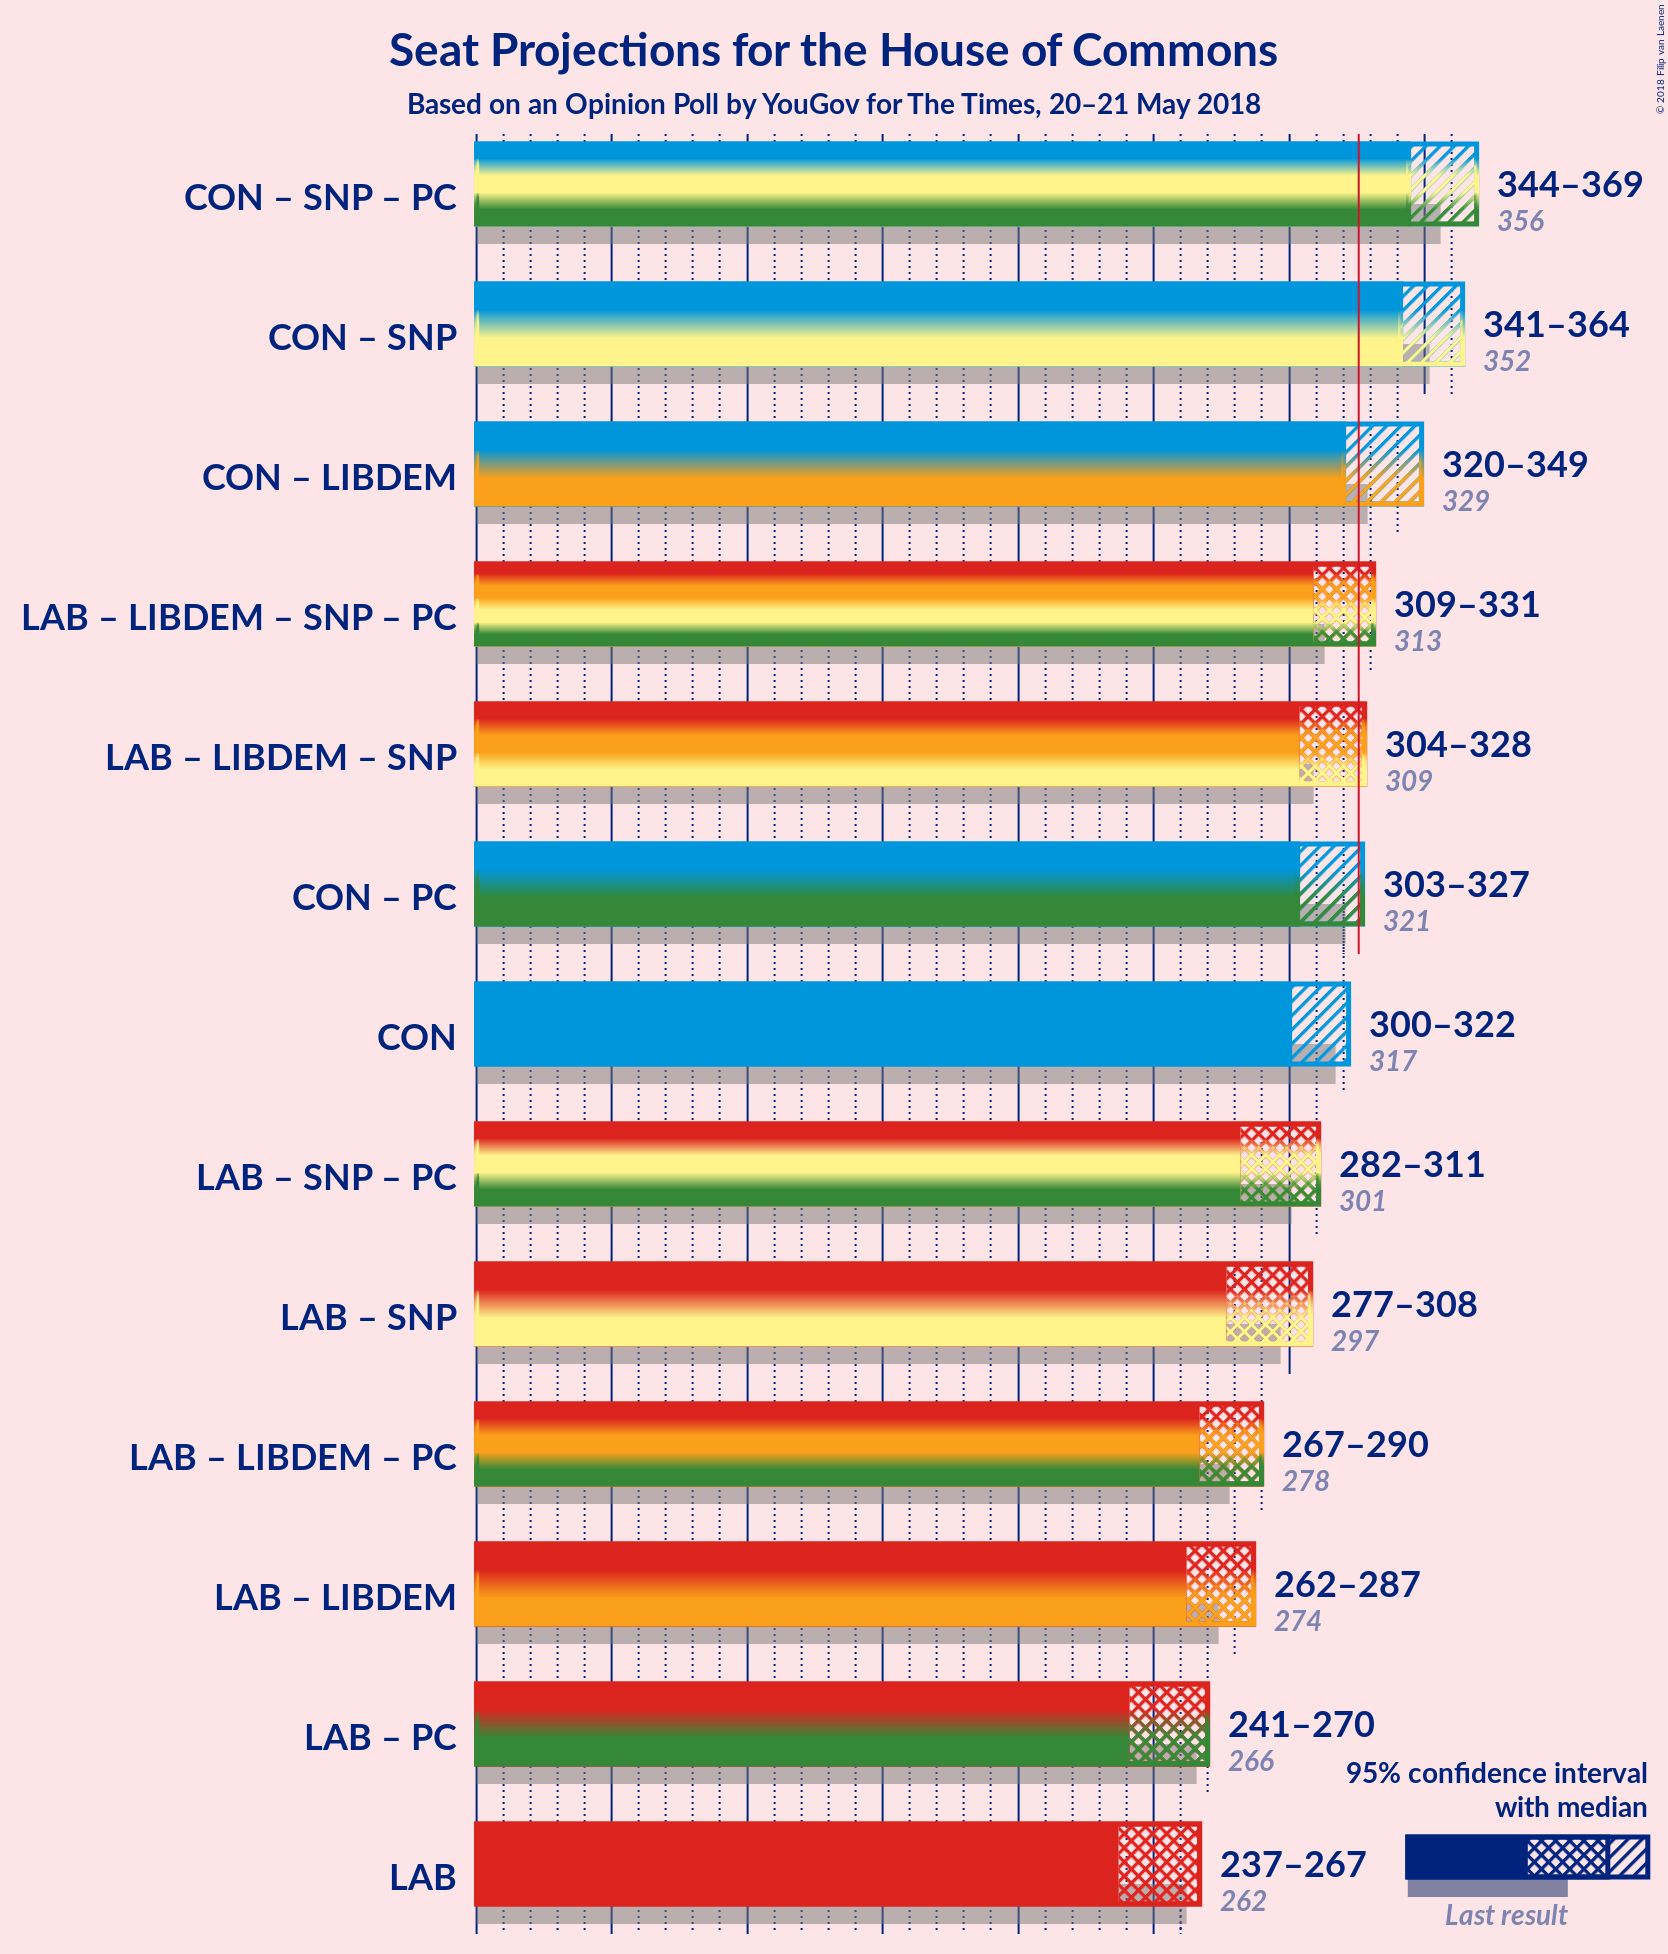 Seat Projections for the House of Commons
Based on an Opinion Poll by YouGov for The Times, 20–21 May 2018
© 2018 Filip van Laenen
CON – SNP – PC
344–369
356
CON – SNP
341–364
352
CON – LIBDEM
320–349
329
LAB – LIBDEM – SNP – PC
309–331
313
LAB – LIBDEM – SNP
304–328
309
CON – PC
303–327
321
CON
300–322
317
LAB – SNP – PC
282–311
301
LAB – SNP
277–308
297
LAB – LIBDEM – PC
267–290
278
LAB – LIBDEM
262–287
274
LAB – PC
241–270
266
LAB
237–267
262
95% confidence interval
with median
Last result